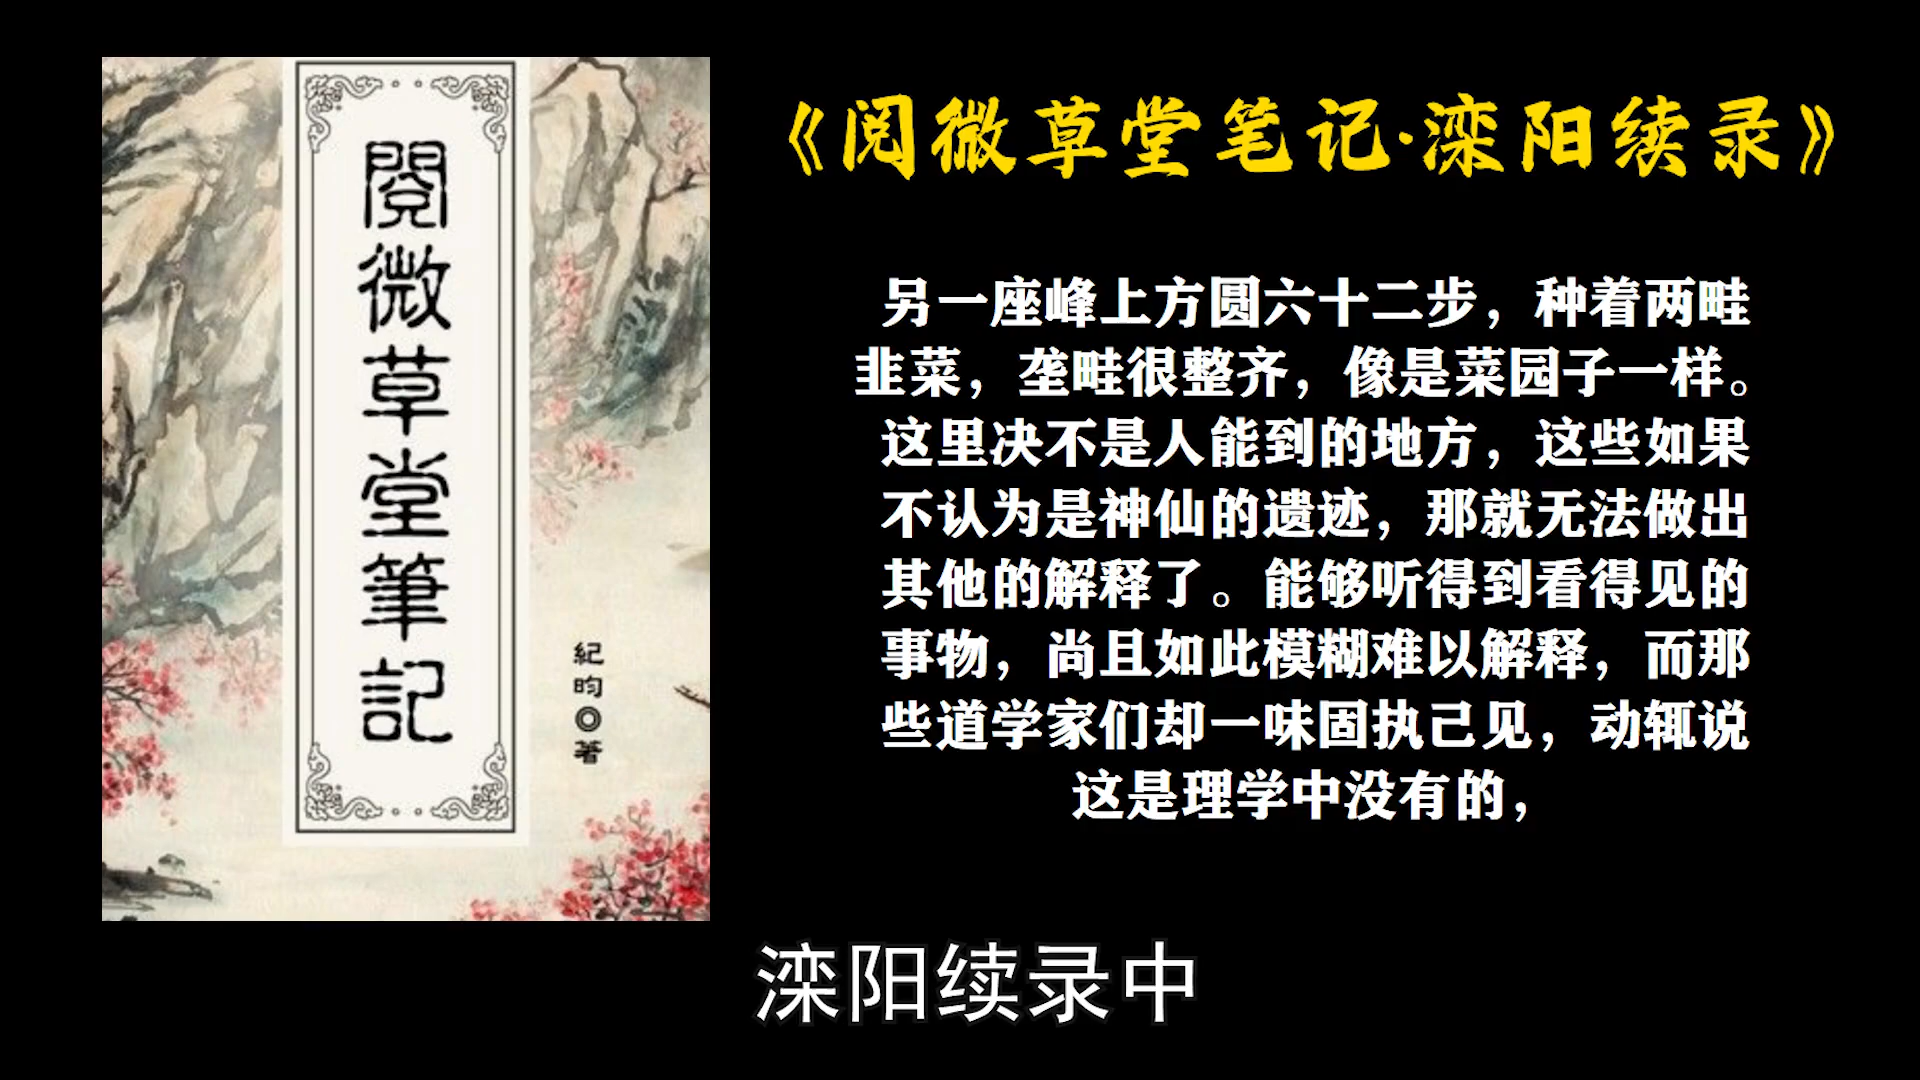 閱微草堂筆記
紀昀◎著
《阅微草堂笔记·滦阳续录》
另一座峰上方圆六十二步，种着两畦
韭菜，垄畦很整齐，像是菜园子一样。
这里决不是人能到的地方，这些如果
不认为是神仙的遗迹，那就无法做出
其他的解释了。能够听得到看得见的
事物，尚且如此模糊难以解释，而那
些道学家们却一味固执己见，动辄说
这是理学中没有的，
滦阳续录中